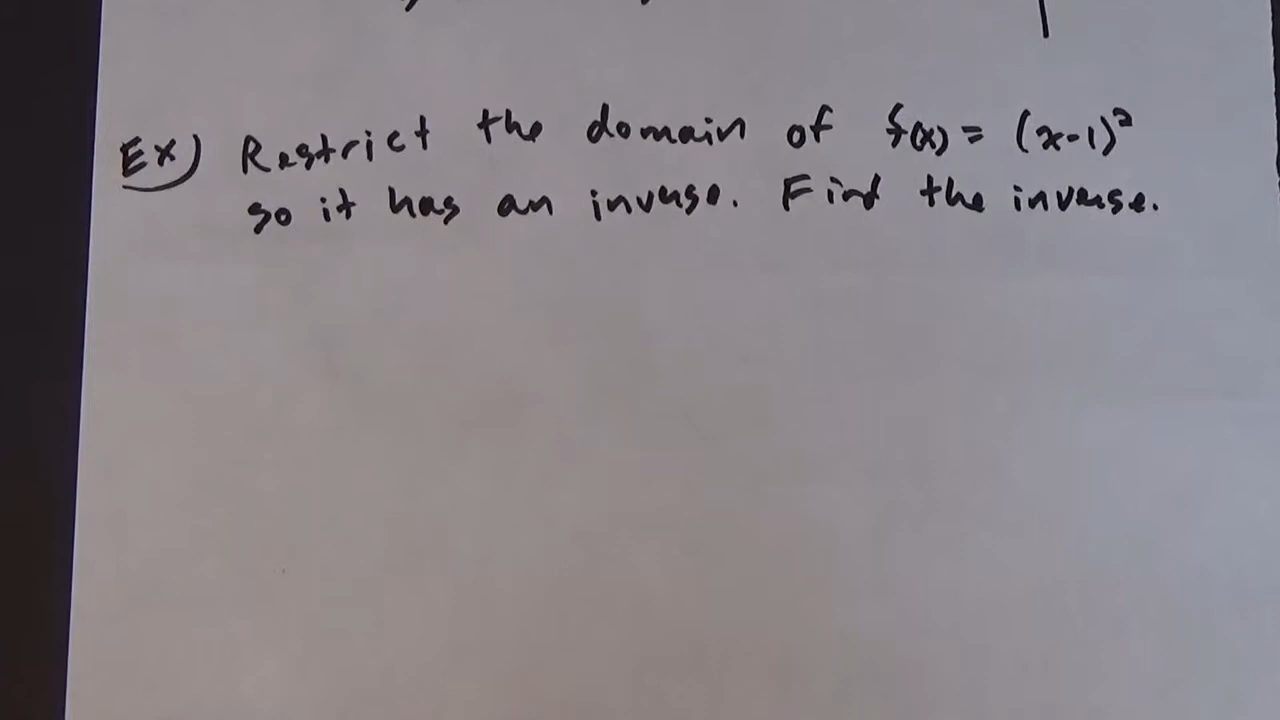 Ex) Restrict the domain of f(x) = (x-1)²
so it has an inverse. Find the inverse.